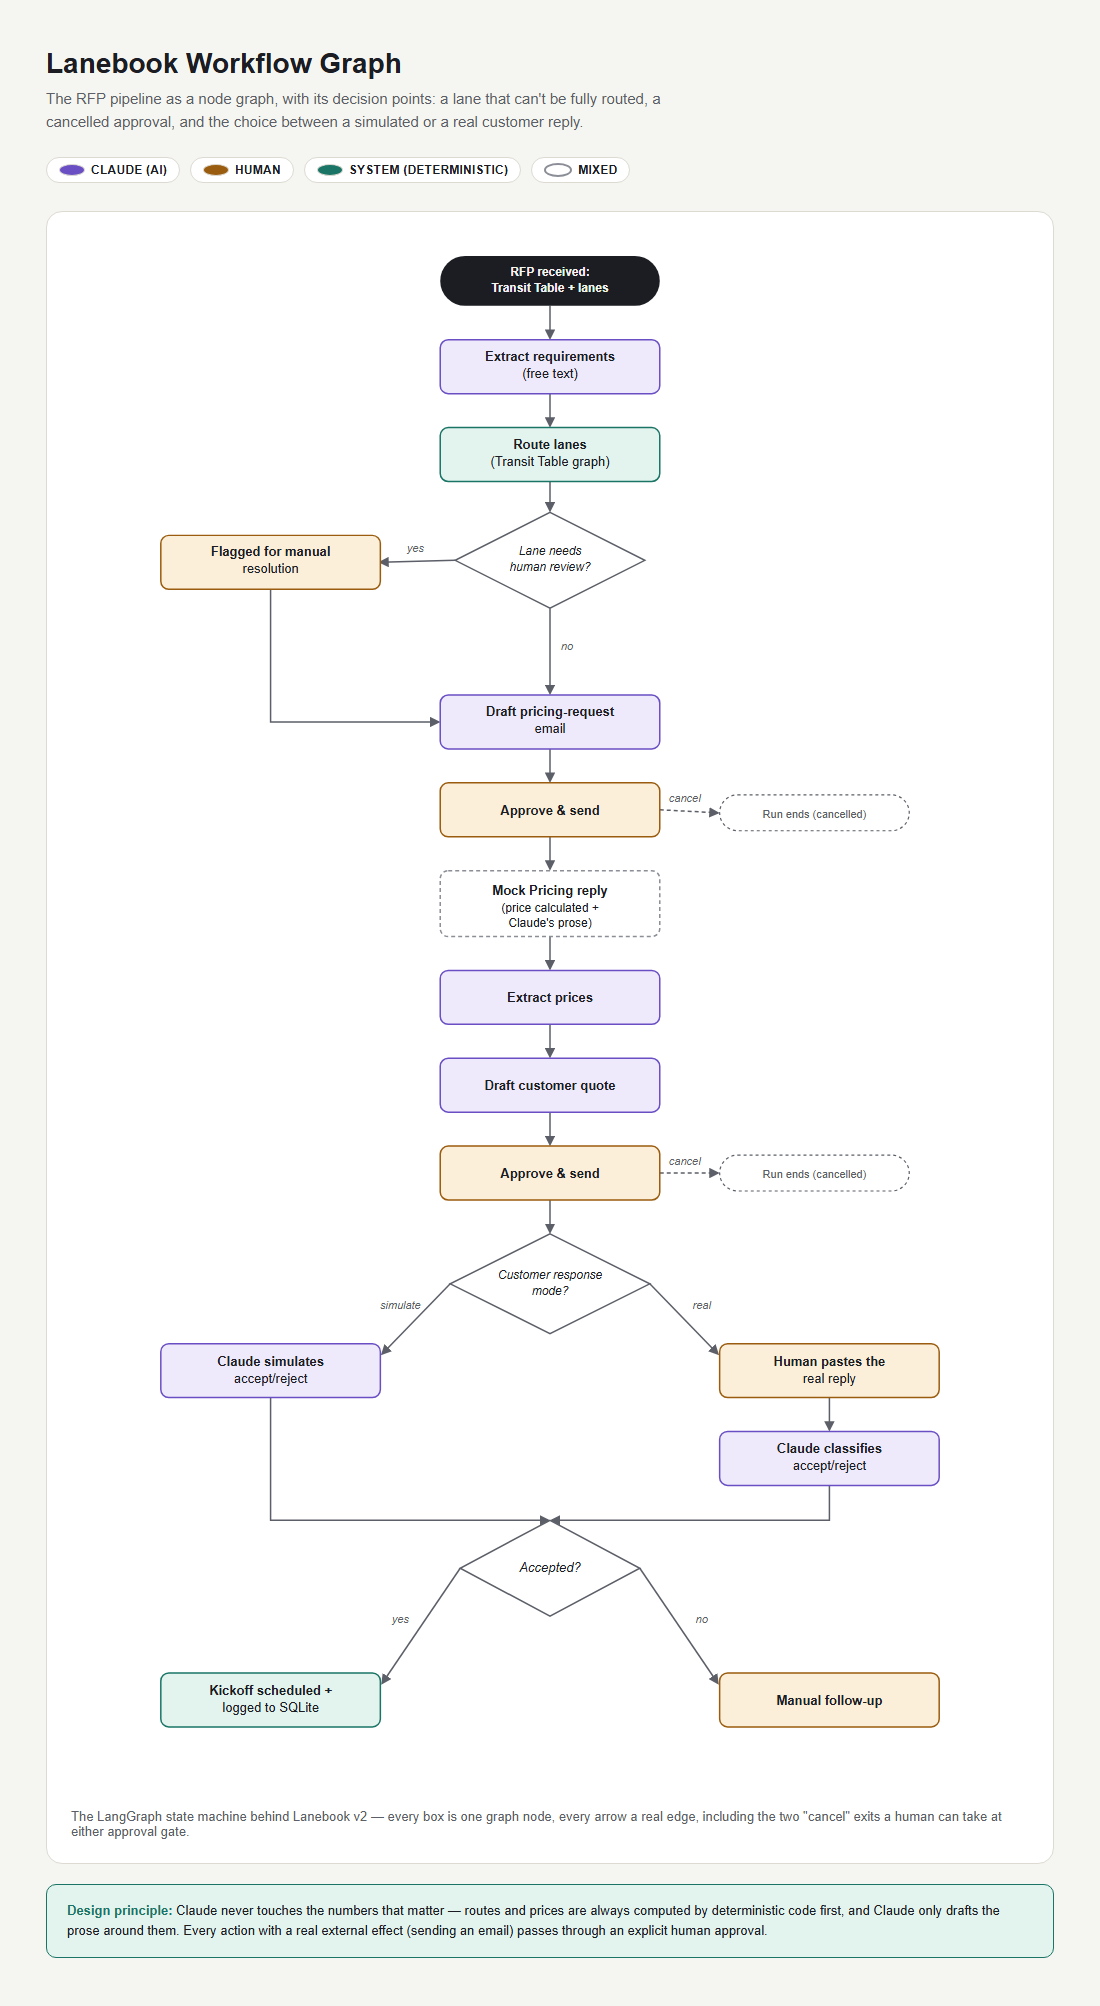 Lanebook Workflow Graph
The RFP pipeline as a node graph, with its decision points: a lane that can't be fully routed, a
cancelled approval, and the choice between a simulated or a real customer reply.
CLAUDE (AI)
HUMAN
SYSTEM (DETERMINISTIC)
MIXED
RFP received:
Transit Table + lanes
Extract requirements
(free text)
Route lanes
(Transit Table graph)
Lane needs
human review?
yes
Flagged for manual
resolution
no
Draft pricing-request
email
Approve & send
cancel
Run ends (cancelled)
Mock Pricing reply
(price calculated +
Claude's prose)
Extract prices
Draft customer quote
Approve & send
cancel
Run ends (cancelled)
Customer response
mode?
simulate
real
Claude simulates
accept/reject
Human pastes the
real reply
Claude classifies
accept/reject
Accepted?
yes
no
Kickoff scheduled +
logged to SQLite
Manual follow-up
The LangGraph state machine behind Lanebook v2 — every box is one graph node, every arrow a real edge, including the two "cancel" exits a human can take at
either approval gate.
Design principle: Claude never touches the numbers that matter — routes and prices are always computed by deterministic code first, and Claude only drafts the
prose around them. Every action with a real external effect (sending an email) passes through an explicit human approval.